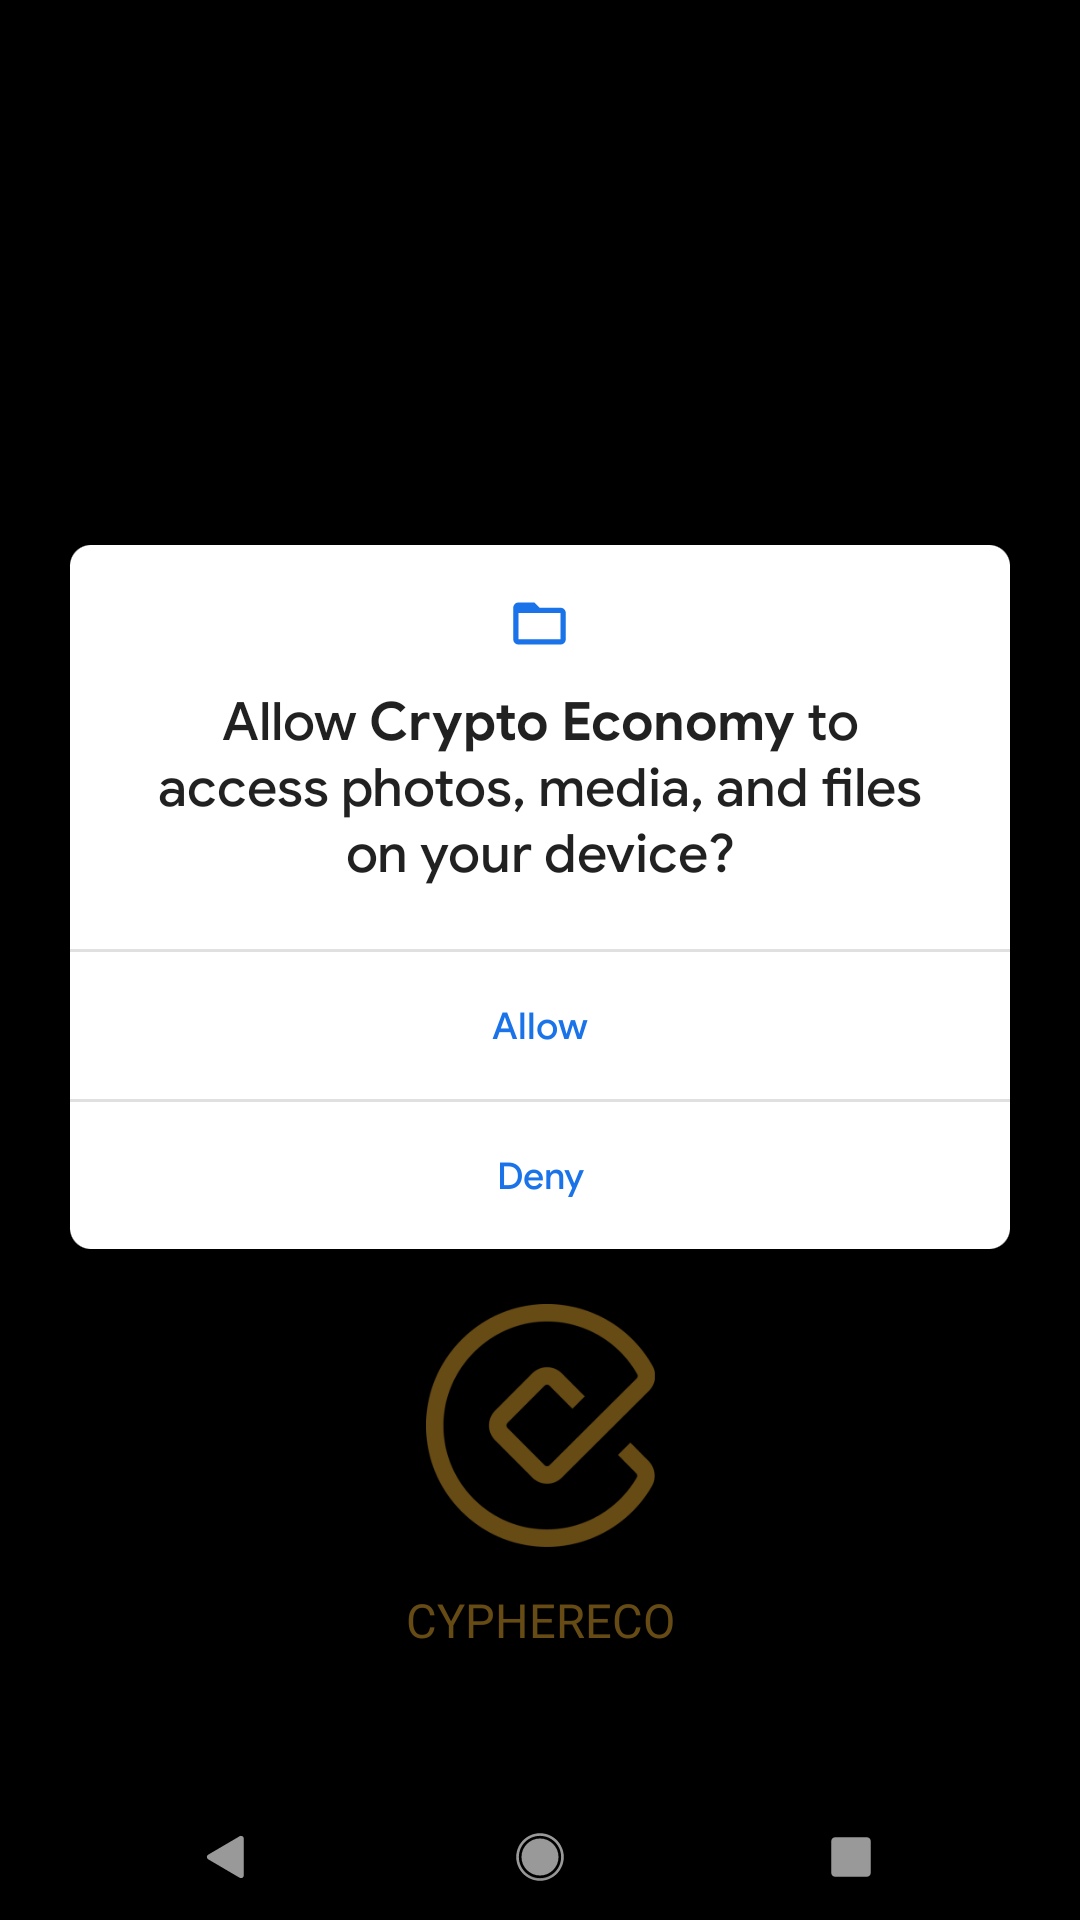 Allow Crypto Economy to
access photos, media, and files
on your device?
Allow
Deny
CYPHERECO